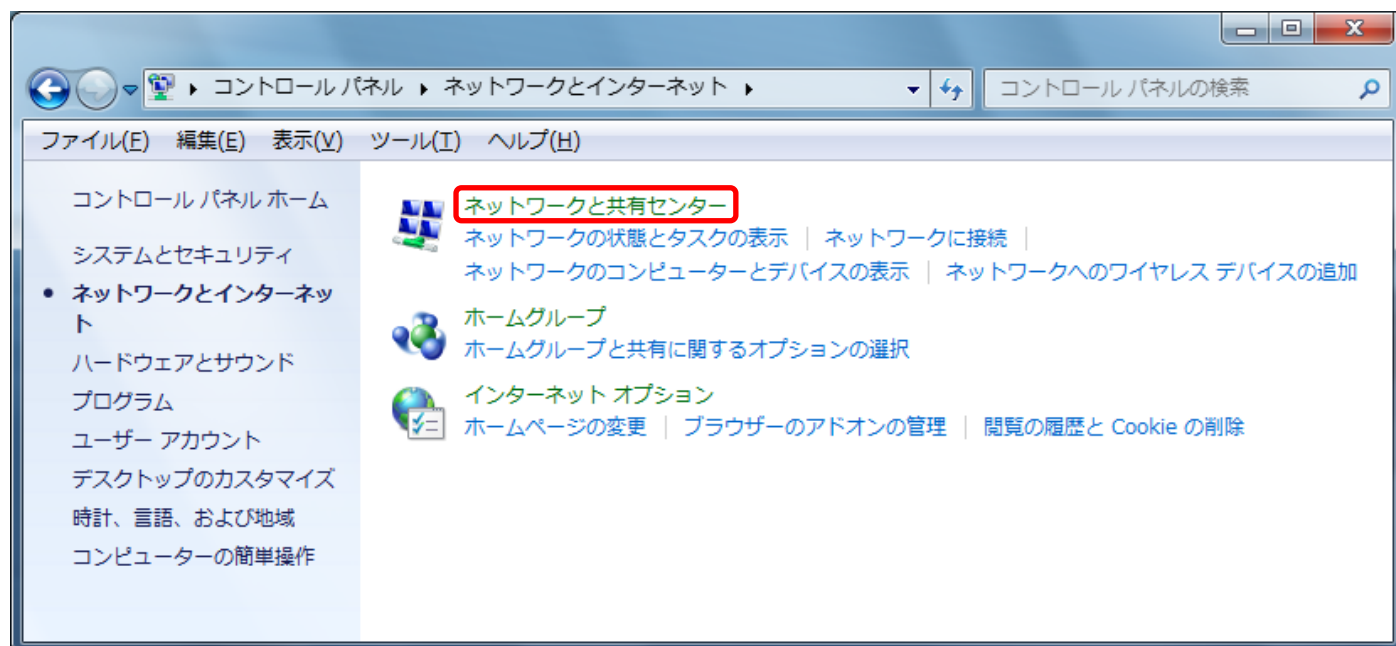 コントロール パネル ▸ ネットワークとインターネット ▸
コントロール パネルの検索
ファイル(F) 編集(E) 表示(V) ツール(T) ヘルプ(H)
コントロール パネル ホーム
システムとセキュリティ
• ネットワークとインターネッ
ト
ハードウェアとサウンド
プログラム
ユーザー アカウント
デスクトップのカスタマイズ
時計、言語、および地域
コンピューターの簡単操作
ネットワークと共有センター
ネットワークの状態とタスクの表示 | ネットワークに接続 |
ネットワークのコンピューターとデバイスの表示 | ネットワークへのワイヤレス デバイスの追加
ホームグループ
ホームグループと共有に関するオプションの選択
インターネット オプション
ホームページの変更 | ブラウザーのアドオンの管理 | 閲覧の履歴と Cookie の削除